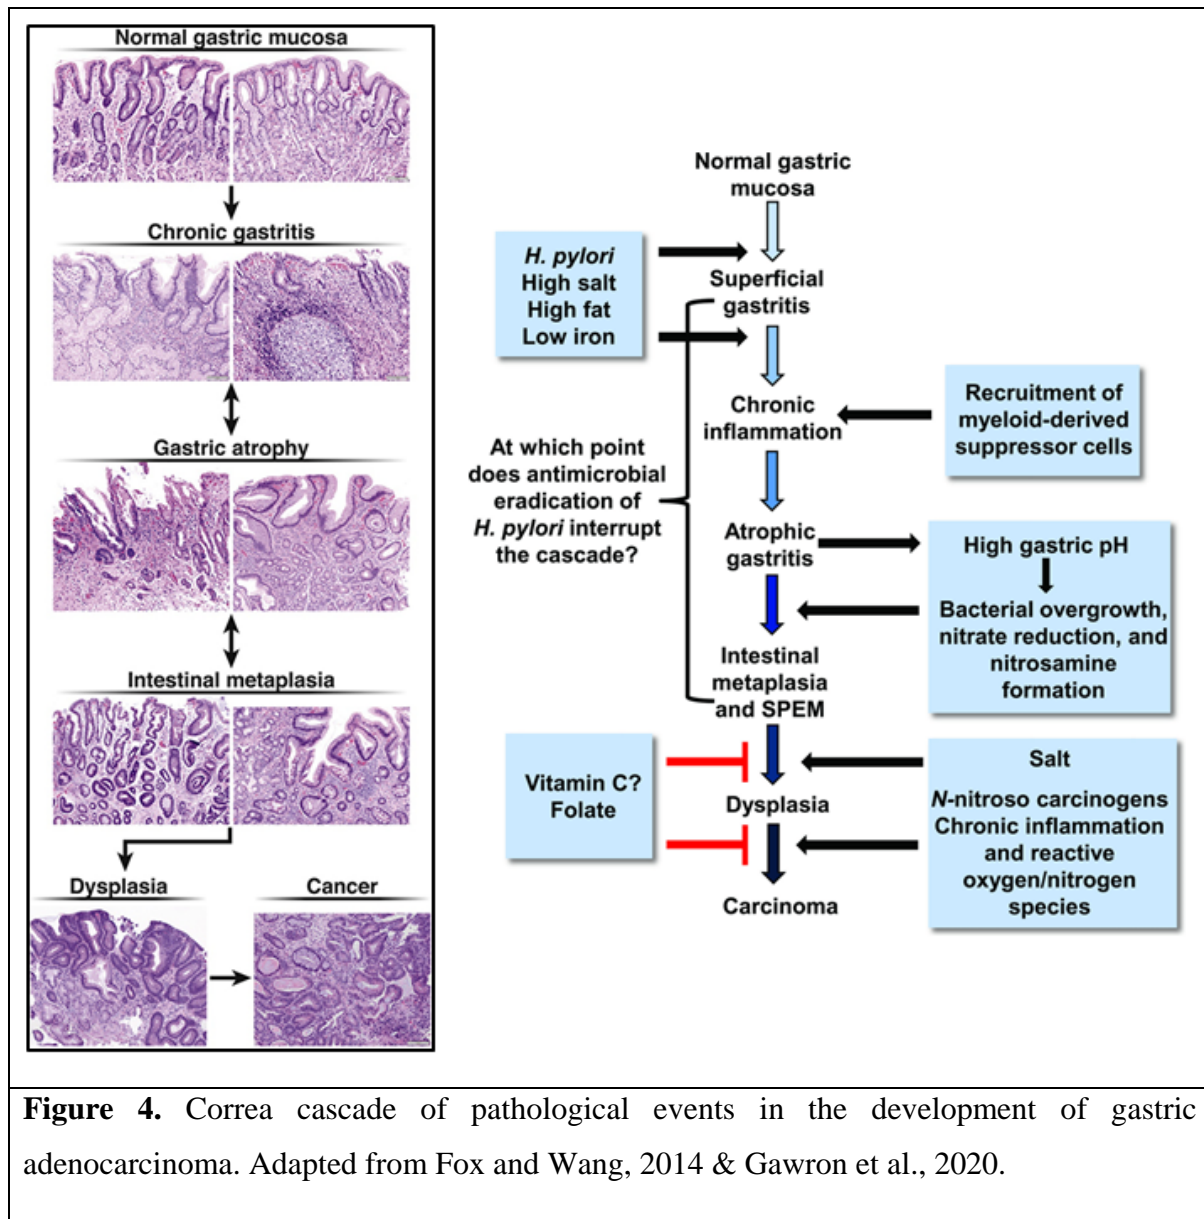 Normal gastric mucosa
Chronic gastritis
Gastric atrophy
Intestinal metaplasia
Dysplasia
Cancer
Normal gastric
mucosa
H. pylori
High salt
High fat
Low iron
Superficial
gastritis
Chronic
inflammation
Recruitment of
myeloid-derived
suppressor cells
At which point
does antimicrobial
eradication of
H. pylori interrupt
the cascade?
Atrophic
gastritis
High gastric pH
Bacterial overgrowth,
nitrate reduction, and
nitrosamine
formation
Intestinal
metaplasia
and SPEM
Vitamin C?
Folate
Dysplasia
Salt
N-nitroso carcinogens
Chronic inflammation
and reactive
oxygen/nitrogen
species
Carcinoma
Figure 4. Correa cascade of pathological events in the development of gastric
adenocarcinoma. Adapted from Fox and Wang, 2014 & Gawron et al., 2020.